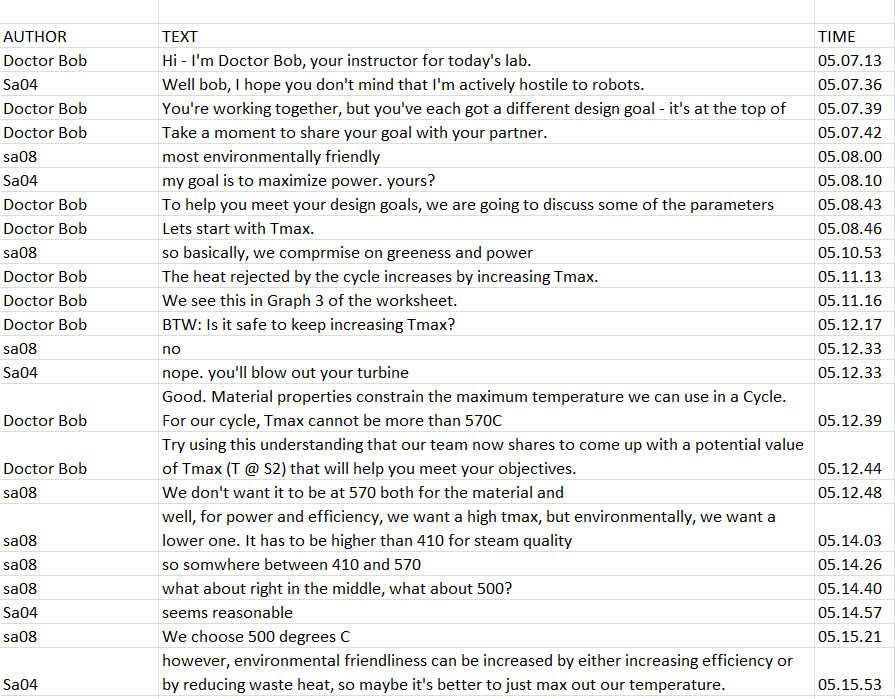 AUTHOR TEXT TIME
Doctor Bob Hi - I'm Doctor Bob, your instructor for today's lab. 05.07.13
Sa04 Well bob, I hope you don't mind that I'm actively hostile to robots. 05.07.36
Doctor Bob You're working together, but you've each got a different design goal - it's at the top of 05.07.39
Doctor Bob Take a moment to share your goal with your partner. 05.07.42
sa08 most environmentally friendly 05.08.00
Sa04 my goal is to maximize power. yours? 05.08.10
Doctor Bob To help you meet your design goals, we are going to discuss some of the parameters 05.08.43
Doctor Bob Lets start with Tmax. 05.08.46
sa08 so basically, we comprmise on greeness and power 05.10.53
Doctor Bob The heat rejected by the cycle increases by increasing Tmax. 05.11.13
Doctor Bob We see this in Graph 3 of the worksheet. 05.11.16
Doctor Bob BTW: Is it safe to keep increasing Tmax? 05.12.17
sa08 no 05.12.33
Sa04 nope. you'll blow out your turbine 05.12.33
Good. Material properties constrain the maximum temperature we can use in a Cycle.
Doctor Bob For our cycle, Tmax cannot be more than 570C 05.12.39
Try using this understanding that our team now shares to come up with a potential value
Doctor Bob of Tmax (T @ S2) that will help you meet your objectives. 05.12.44
sa08 We don't want it to be at 570 both for the material and 05.12.48
well, for power and efficiency, we want a high tmax, but environmentally, we want a
sa08 lower one. It has to be higher than 410 for steam quality 05.14.03
sa08 so somwhere between 410 and 570 05.14.26
sa08 what about right in the middle, what about 500? 05.14.40
Sa04 seems reasonable 05.14.57
sa08 We choose 500 degrees C 05.15.21
however, environmental friendliness can be increased by either increasing efficiency or
Sa04 by reducing waste heat, so maybe it's better to just max out our temperature. 05.15.53